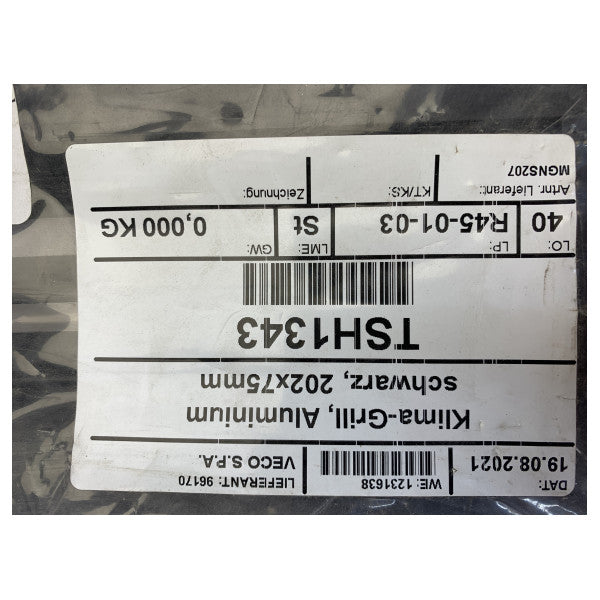 DAT: WE: 1231638 LIEFERANT: 96170
19.08.2021 VECO S.P.A.
Klima-Grill, Aluminium
schwarz, 202x75mm
TSH1343
LO: LP: LME: GW:
40 R45-01-03 St 0,000 KG
Artnr. Lieferant: KT/KS: Zeichnung:
MGNS207